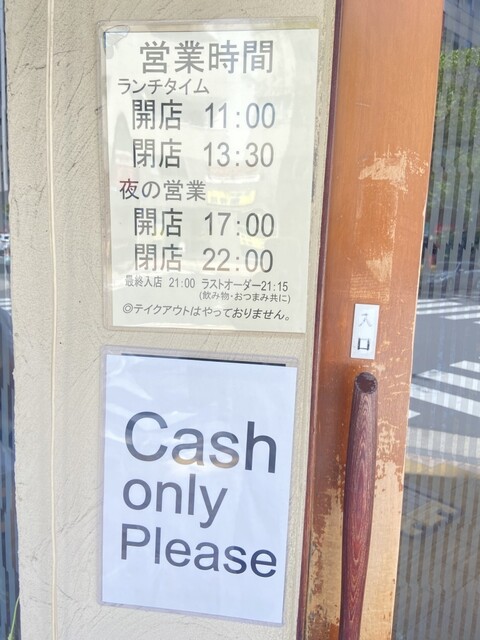 営業時間
ランチタイム
開店 11:00
閉店 13:30
夜の営業
開店 17:00
閉店 22:00
最終入店 21:00 ラストオーダー21:15
(飲み物・おつまみ共に)
◎テイクアウトはやっておりません。
入口
Cash
only
Please